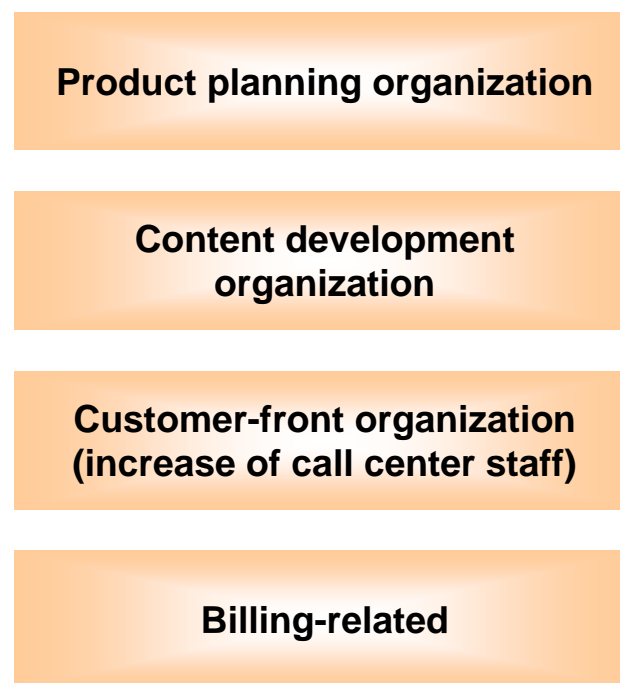 Product planning organization
Content development
organization
Customer-front organization
(increase of call center staff)
Billing-related